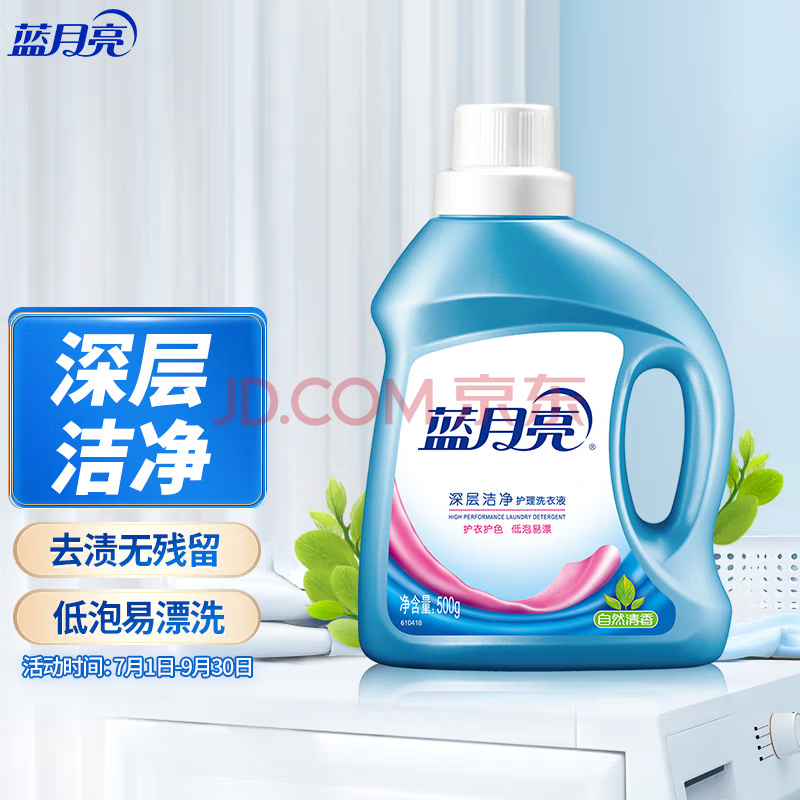 蓝月亮
深层
洁净
去渍无残留
低泡易漂洗
活动时间:7月1日-9月30日
JD.COM 京东
蓝月亮®
深层洁净 护理洗衣液
HIGH PERFORMANCE LAUNDRY DETERGENT
护衣护色 低泡易漂
净含量:500g
610418
自然清香